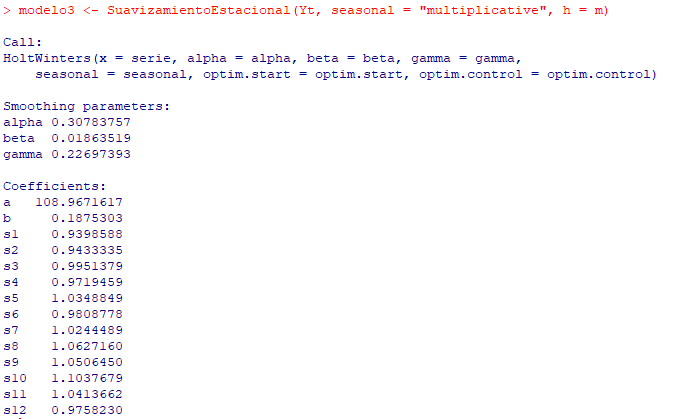 > modelo3 <- SuavizamientoEstacional(Yt, seasonal = "multiplicative", h = m)
Call:
HoltWinters(x = serie, alpha = alpha, beta = beta, gamma = gamma,
seasonal = seasonal, optim.start = optim.start, optim.control = optim.control)
Smoothing parameters:
alpha 0.30783757
beta 0.01863519
gamma 0.22697393
Coefficients:
a 108.9671617
b 0.1875303
s1 0.9398588
s2 0.9433335
s3 0.9951379
s4 0.9719459
s5 1.0348849
s6 0.9808778
s7 1.0244489
s8 1.0627160
s9 1.0506450
s10 1.1037679
s11 1.0413662
s12 0.9758230